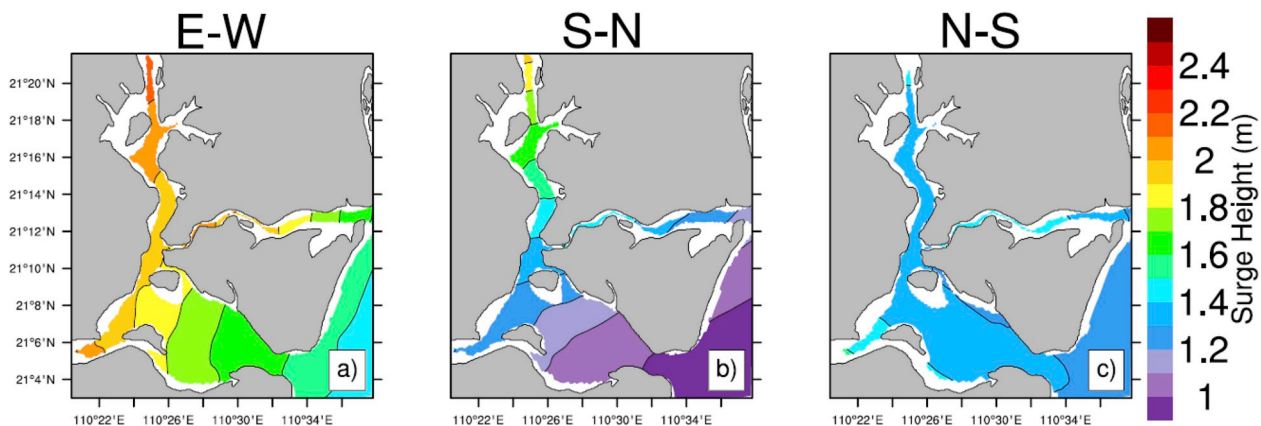 E-W S-N N-S
21°20'N
21°18'N
21°16'N
21°14'N
21°12'N
21°10'N
21°8'N
21°6'N
21°4'N
a) b) c)
110°22'E 110°26'E 110°30'E 110°34'E
110°22'E 110°26'E 110°30'E 110°34'E
110°22'E 110°26'E 110°30'E 110°34'E
2.4
2.2
2
1.8
1.6
1.4
1.2
1
Surge Height (m)